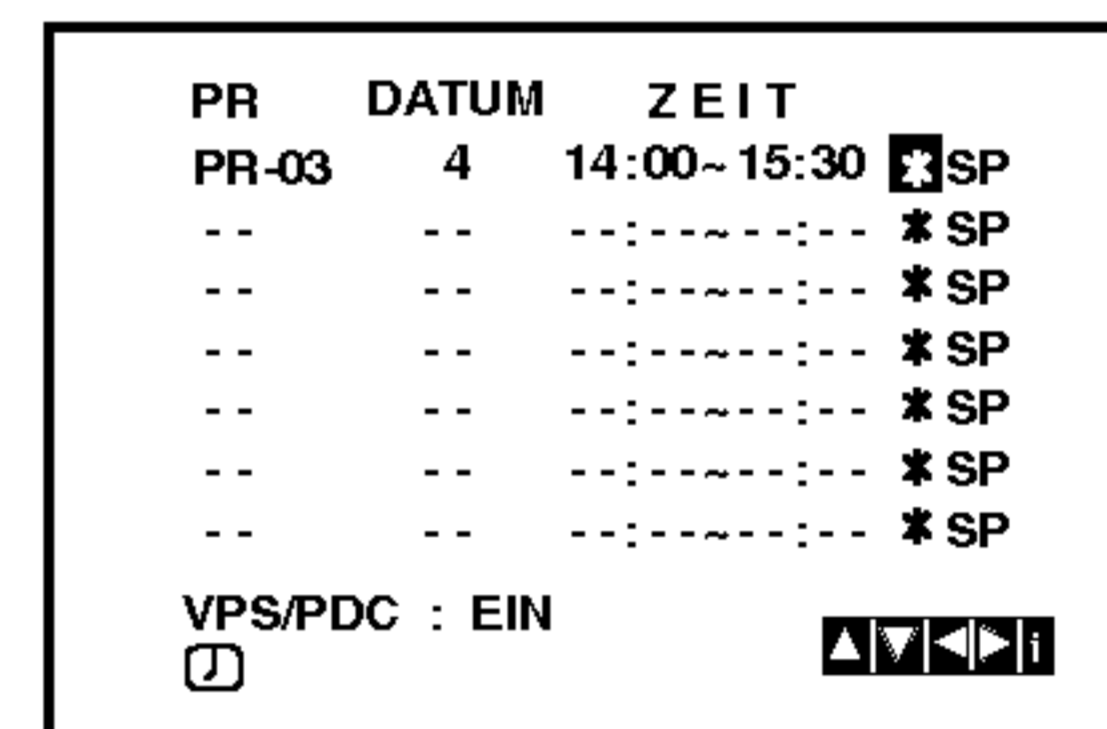 PR DATUM ZEIT
PR-03 4 14:00~15:30 *SP
-- -- --:--~--:-- *SP
-- -- --:--~--:-- *SP
-- -- --:--~--:-- *SP
-- -- --:--~--:-- *SP
-- -- --:--~--:-- *SP
-- -- --:--~--:-- *SP
VPS/PDC : EIN
▲ ▼ ◀ ▶ i